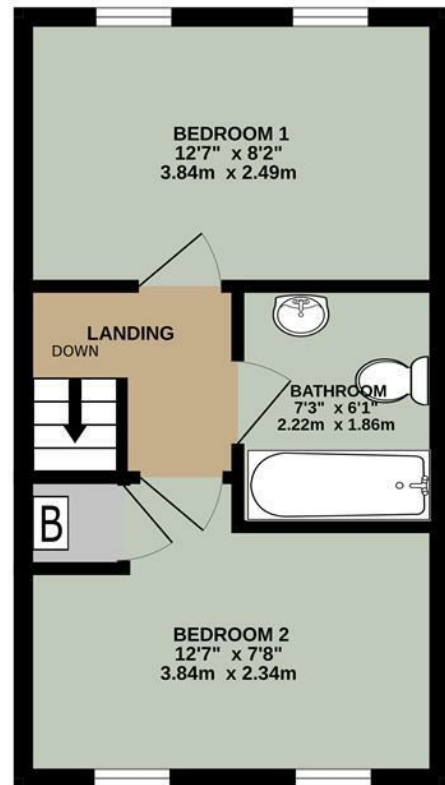 BEDROOM 1
12'7" x 8'2"
3.84m x 2.49m
LANDING
DOWN
BATHROOM
7'3" x 6'1"
2.22m x 1.86m
B
BEDROOM 2
12'7" x 7'8"
3.84m x 2.34m